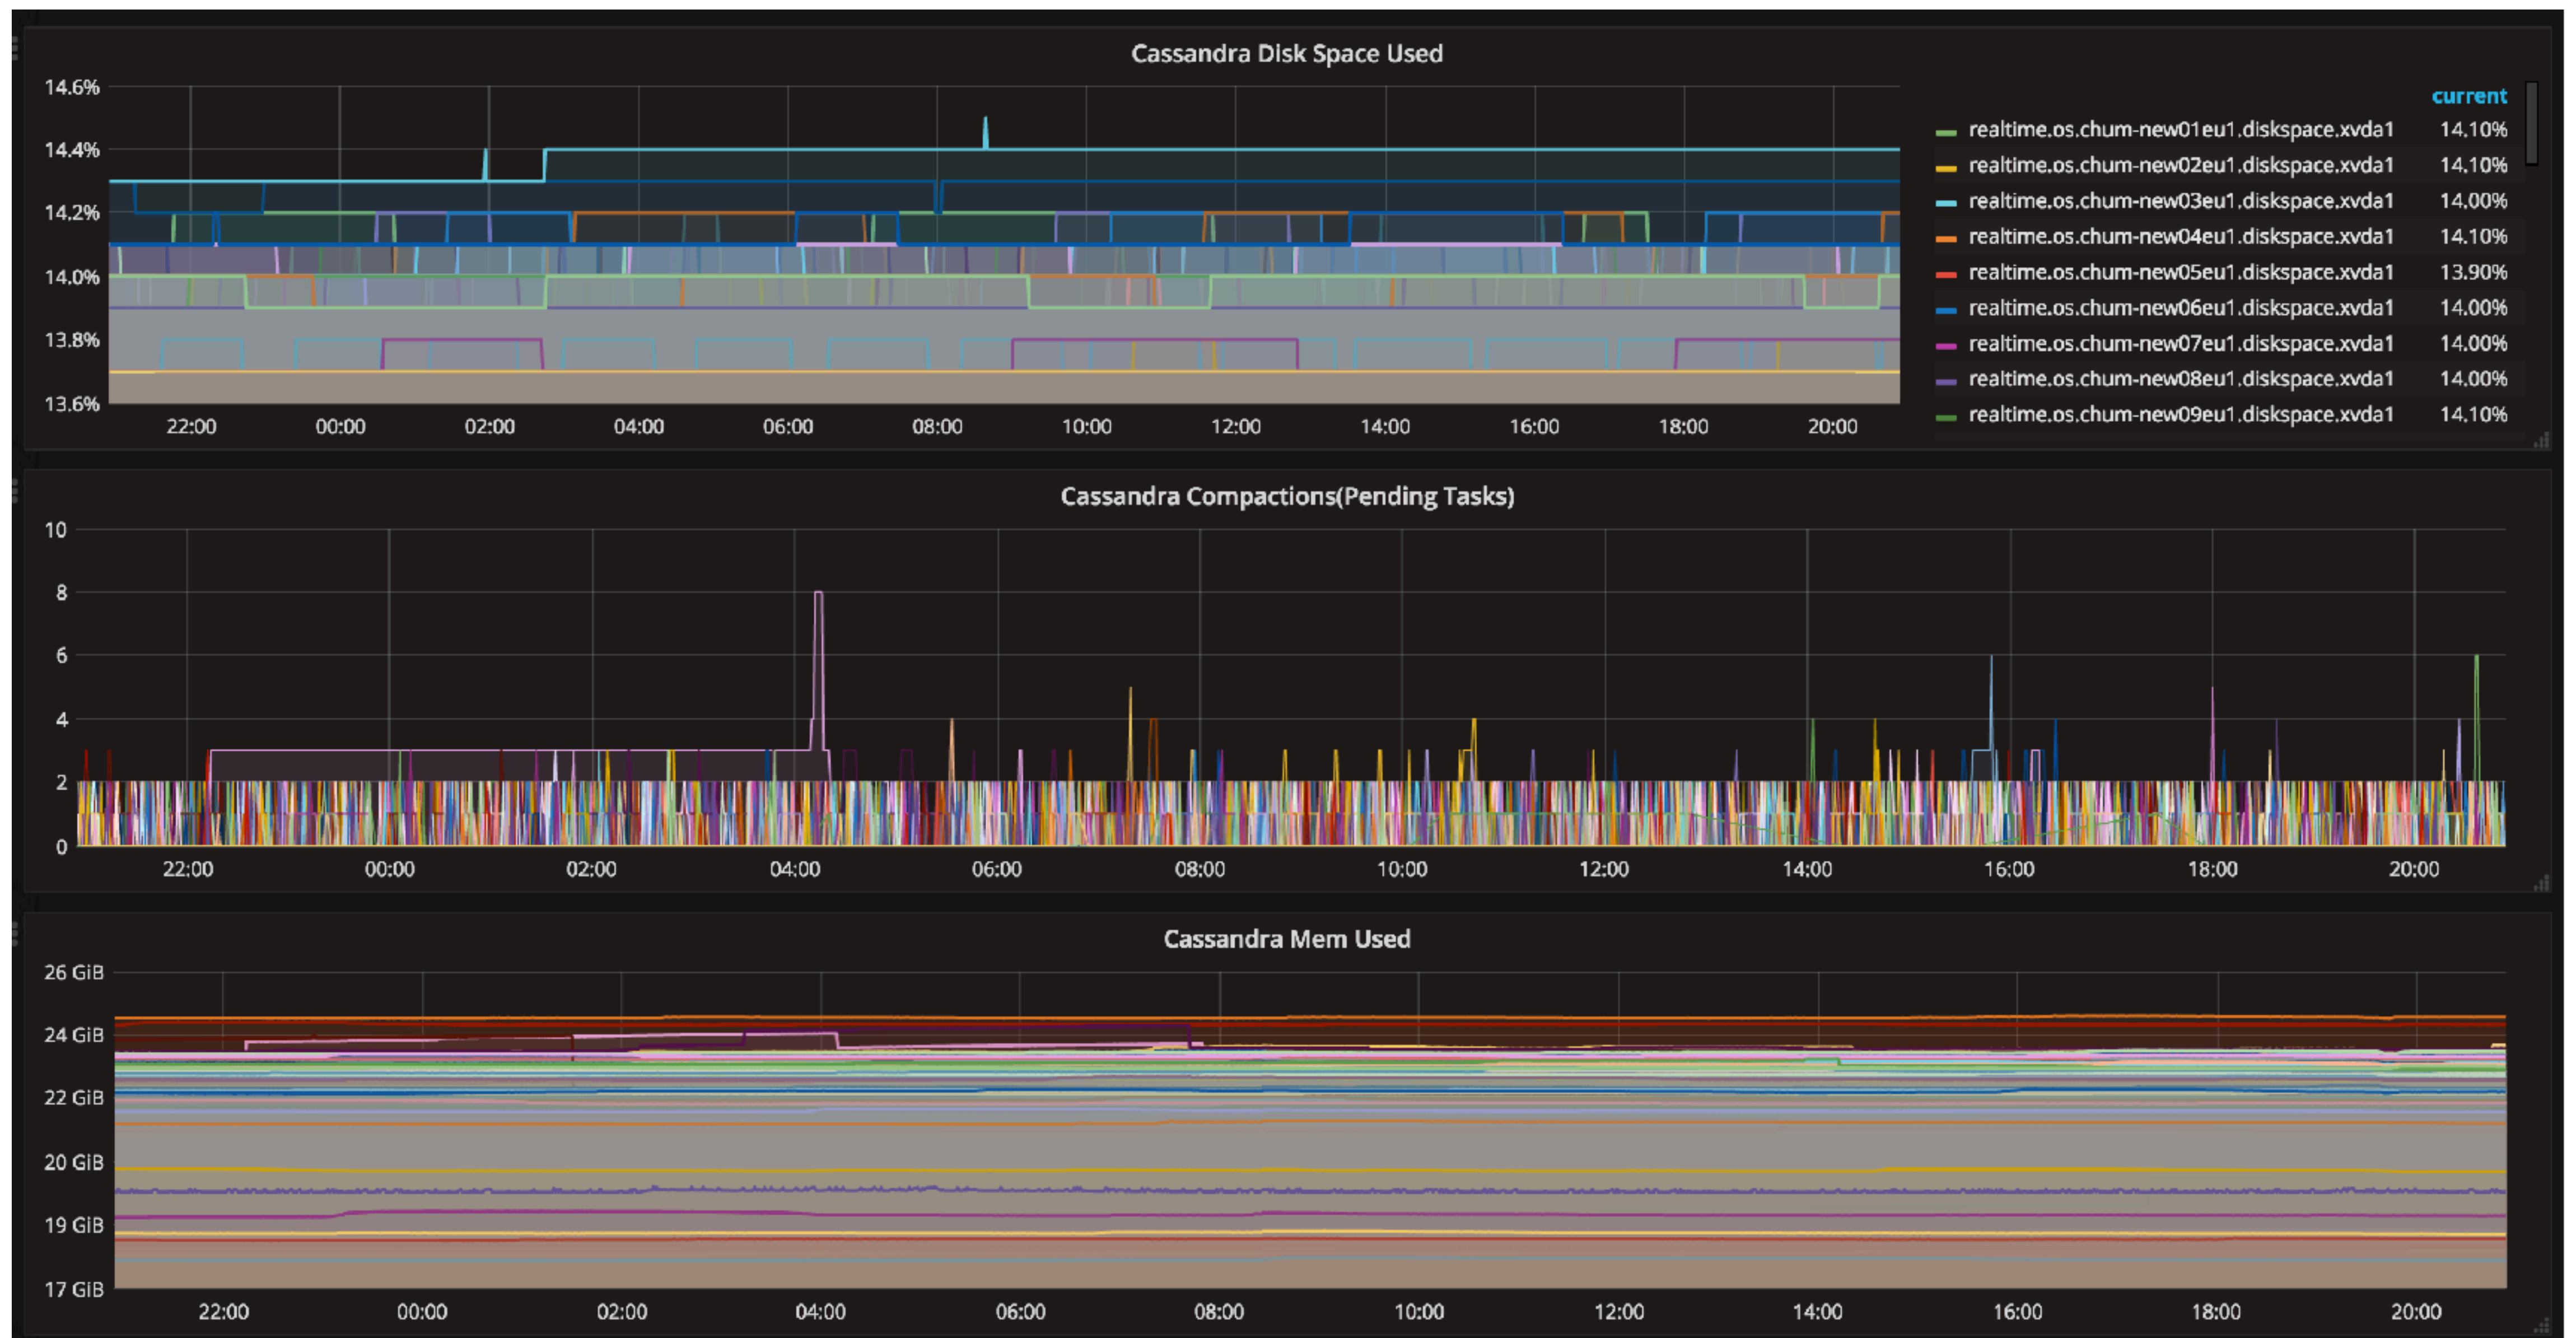 Cassandra Disk Space Used
14.6%
14.4%
14.2%
14.0%
13.8%
13.6%
22:00 00:00 02:00 04:00 06:00 08:00 10:00 12:00 14:00 16:00 18:00 20:00
current
realtime.os.chum-new01eu1.diskspace.xvda1 14.10%
realtime.os.chum-new02eu1.diskspace.xvda1 14.10%
realtime.os.chum-new03eu1.diskspace.xvda1 14.00%
realtime.os.chum-new04eu1.diskspace.xvda1 14.10%
realtime.os.chum-new05eu1.diskspace.xvda1 13.90%
realtime.os.chum-new06eu1.diskspace.xvda1 14.00%
realtime.os.chum-new07eu1.diskspace.xvda1 14.00%
realtime.os.chum-new08eu1.diskspace.xvda1 14.00%
realtime.os.chum-new09eu1.diskspace.xvda1 14.10%
Cassandra Compactions(Pending Tasks)
10
8
6
4
2
0
22:00 00:00 02:00 04:00 06:00 08:00 10:00 12:00 14:00 16:00 18:00 20:00
Cassandra Mem Used
26 GiB
24 GiB
22 GiB
20 GiB
19 GiB
17 GiB
22:00 00:00 02:00 04:00 06:00 08:00 10:00 12:00 14:00 16:00 18:00 20:00